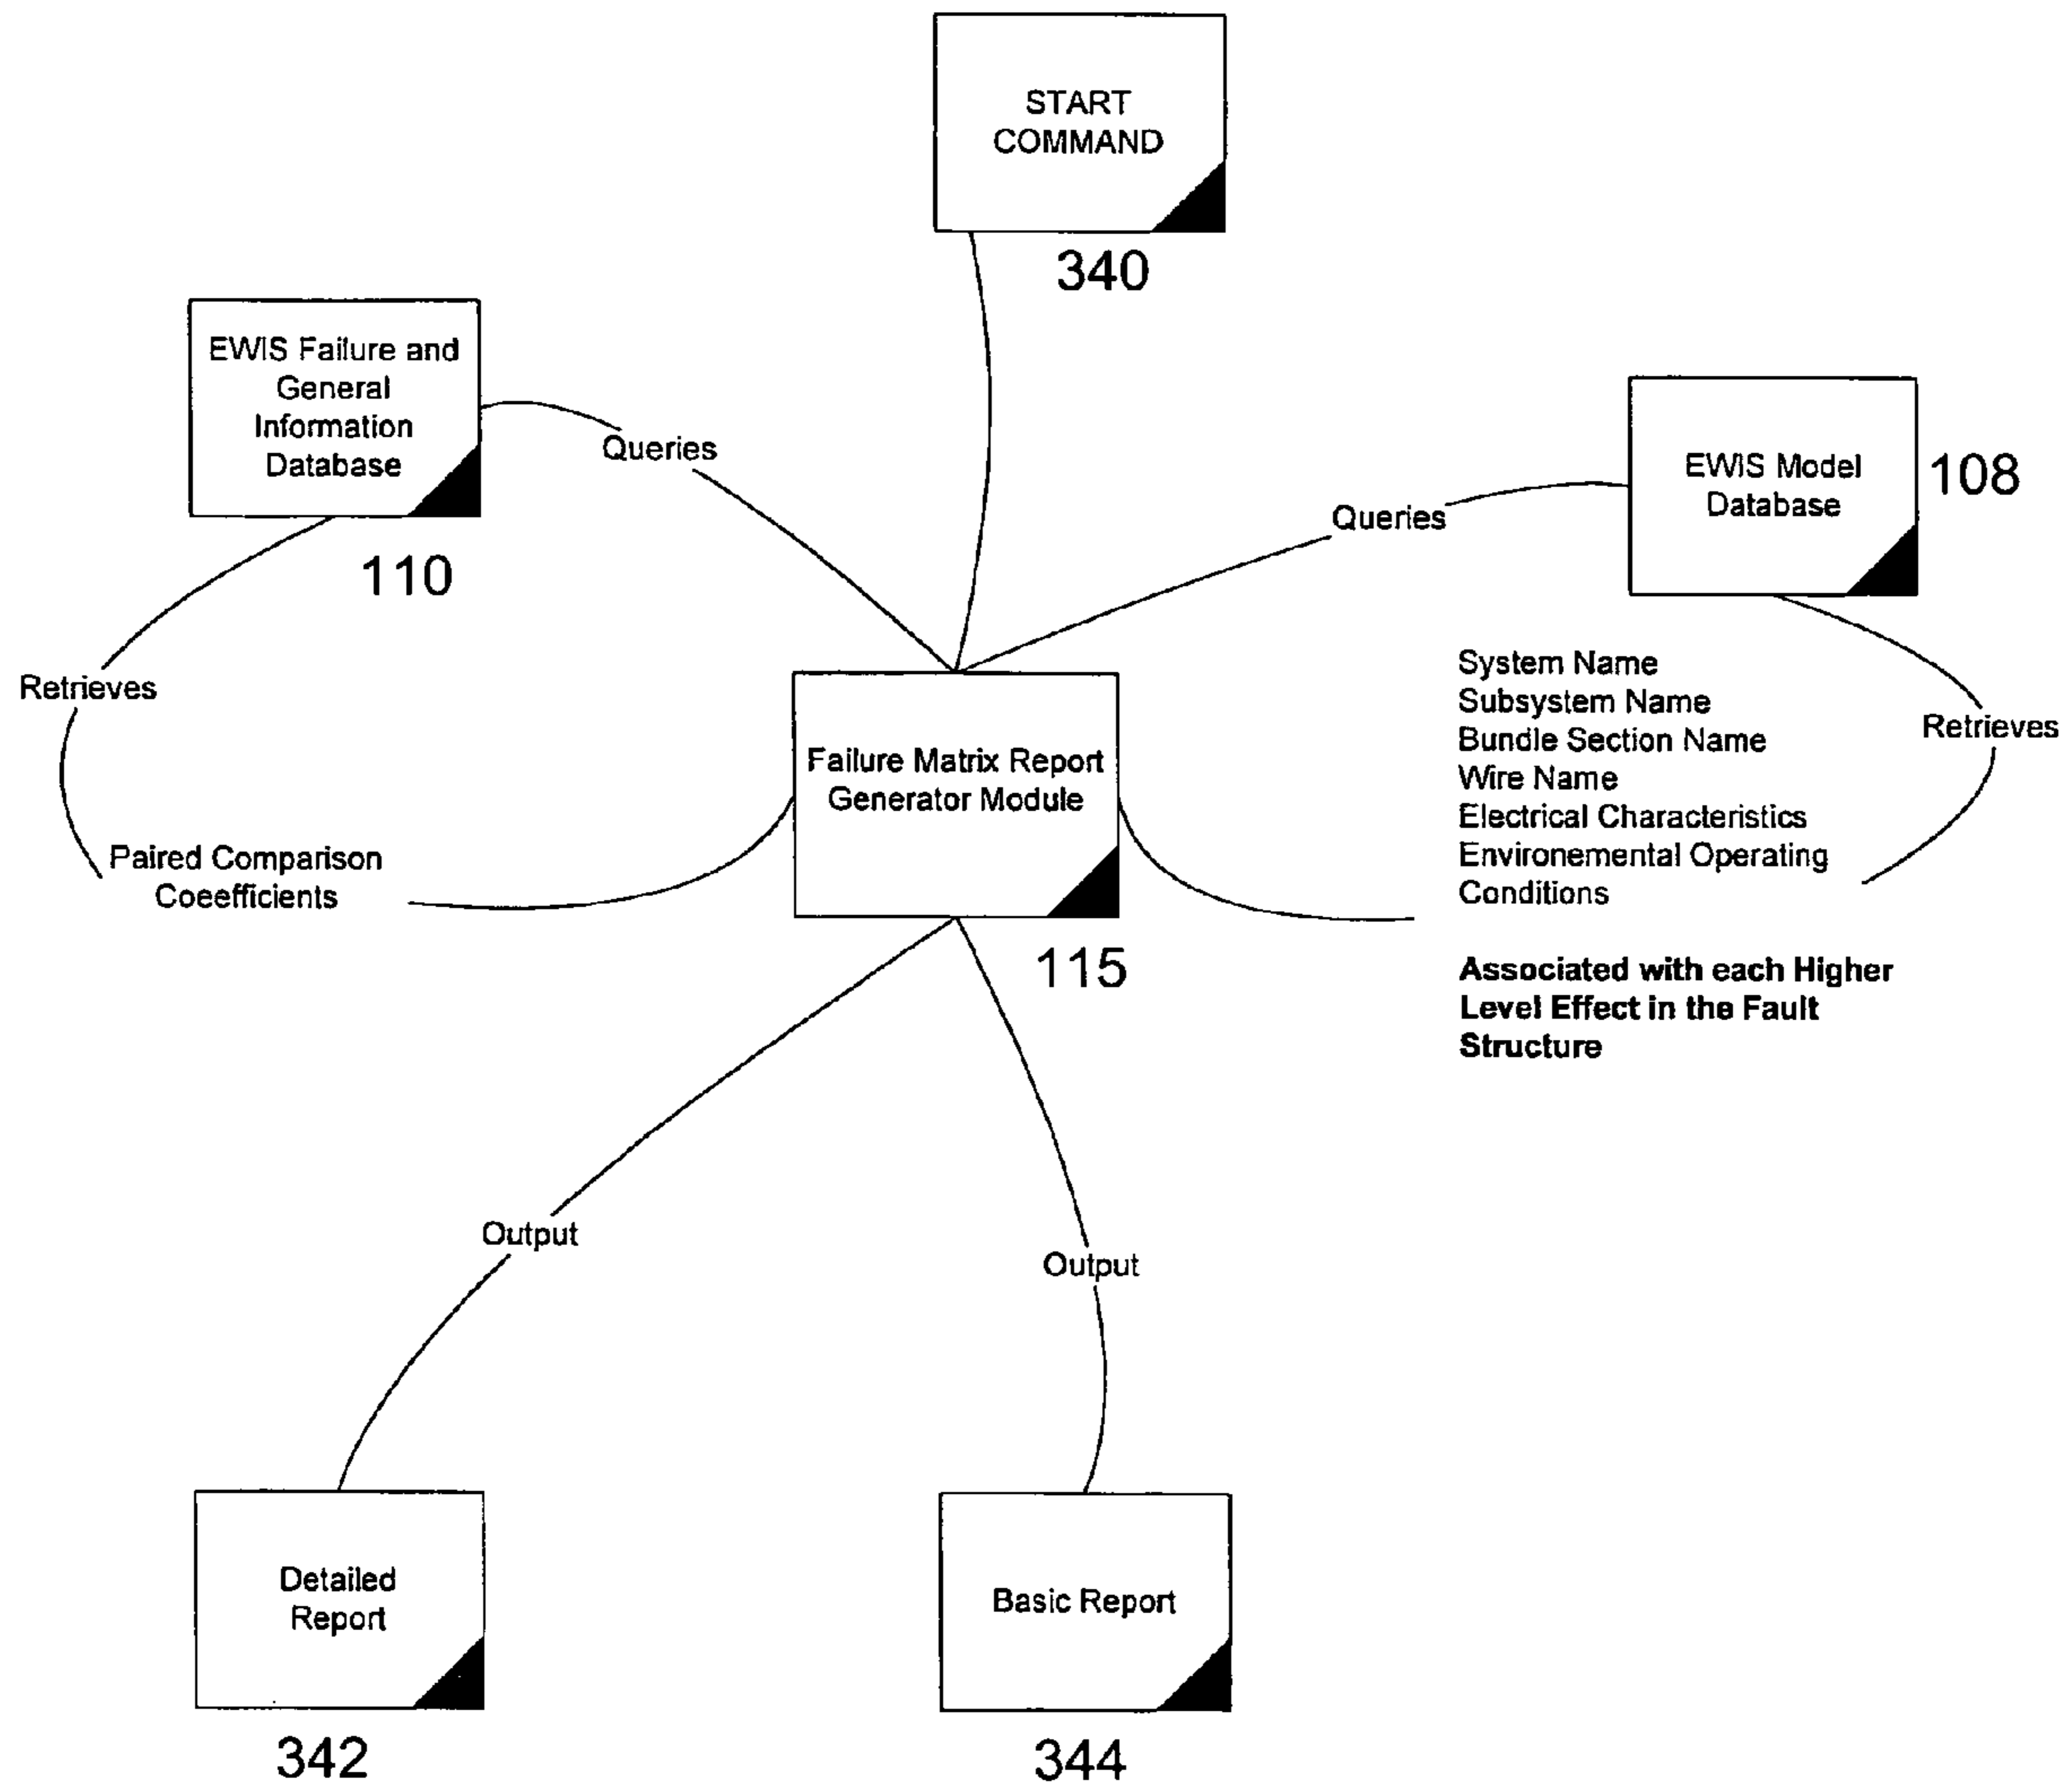 START
COMMAND
340
EWIS Failure and
General
Information
Database
110
Queries
Queries
EWIS Model
Database
108
Retrieves
Paired Comparison
Coeefficients
Failure Matrix Report
Generator Module
115
System Name
Subsystem Name
Bundle Section Name
Wire Name
Electrical Characteristics
Environemental Operating
Conditions
Associated with each Higher
Level Effect in the Fault
Structure
Retrieves
Output
Output
Detailed
Report
342
Basic Report
344